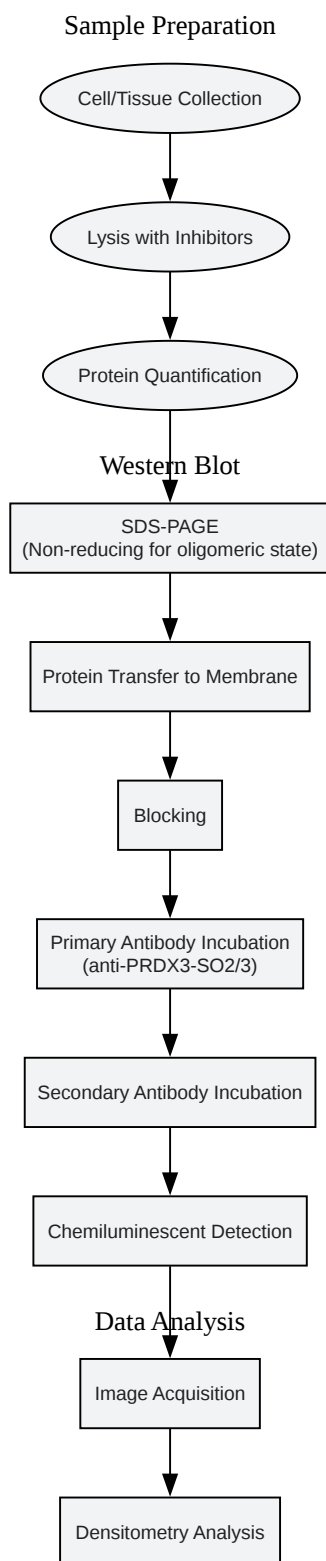 Sample Preparation
Cell/Tissue Collection
Lysis with Inhibitors
Protein Quantification
Western Blot
SDS-PAGE
(Non-reducing for oligomeric state)
Protein Transfer to Membrane
Blocking
Primary Antibody Incubation
(anti-PRDX3-SO2/3)
Secondary Antibody Incubation
Chemiluminescent Detection
Data Analysis
Image Acquisition
Densitometry Analysis